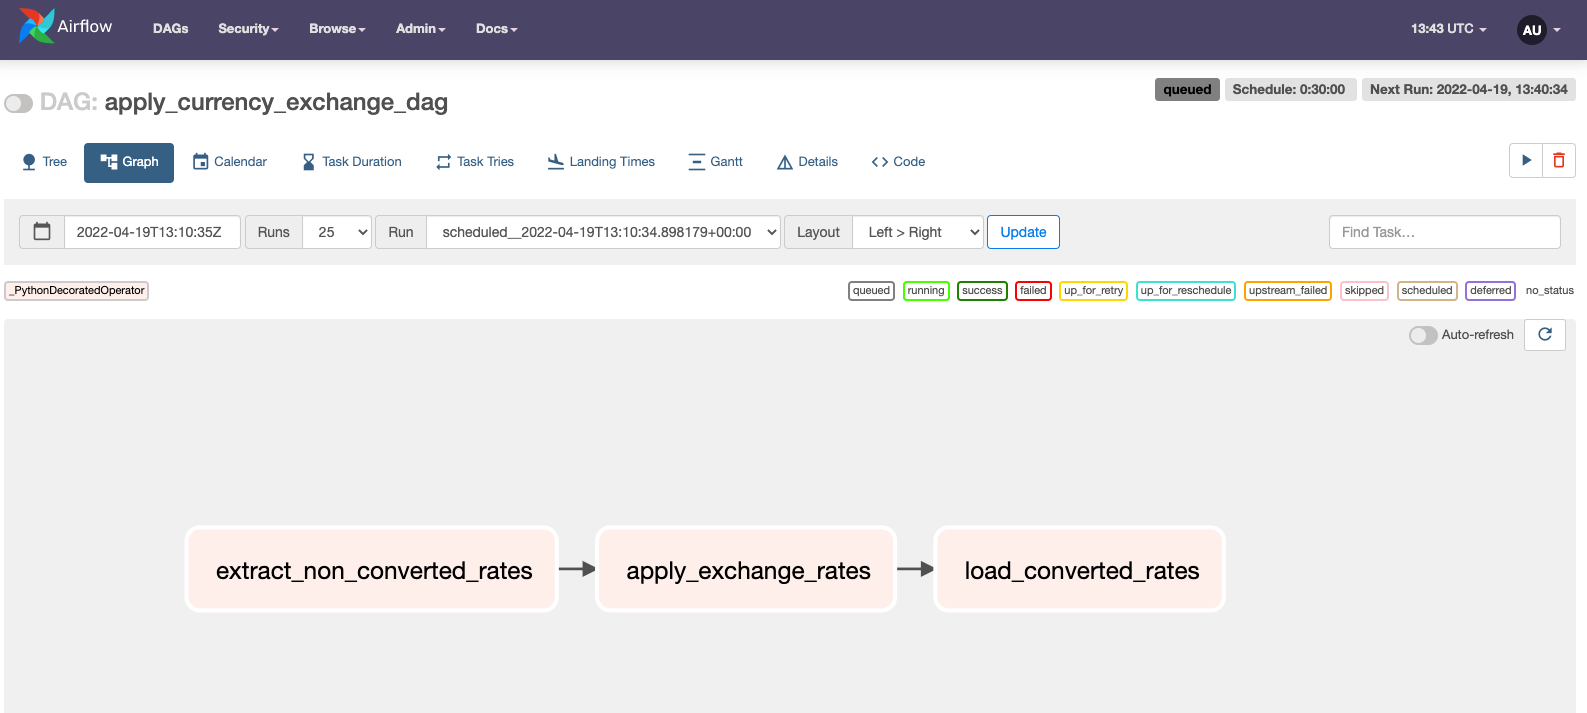 Airflow DAGs Security Browse Admin Docs 13:43 UTC AU
DAG: apply_currency_exchange_dag queued Schedule: 0:30:00 Next Run: 2022-04-19, 13:40:34
Tree Graph Calendar Task Duration Task Tries Landing Times Gantt Details Code
2022-04-19T13:10:35Z Runs 25 Run scheduled__2022-04-19T13:10:34.898179+00:00 Layout Left > Right Update Find Task...
_PythonDecoratedOperator queued running success failed up_for_retry up_for_reschedule upstream_failed skipped scheduled deferred no_status
Auto-refresh
extract_non_converted_rates apply_exchange_rates load_converted_rates